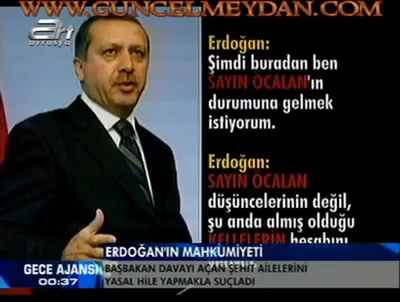 WWW.GUNCELMEYDAN.COM
art
avrasya
Erdoğan:
Şimdi buradan ben
SAYIN ÖCALAN'ın
durumuna gelmek
istiyorum.
Erdoğan:
SAYIN ÖCALAN
düşüncelerinin değil,
şu anda almış olduğu
KELLELERİN hesabını
ERDOĞAN'IN MAHKUMİYETİ
GECE AJANSI
BAŞBAKAN DAVAYI AÇAN ŞEHİT AİLELERİNİ
00:37
YASAL HİLE YAPMAKLA SUÇLADI